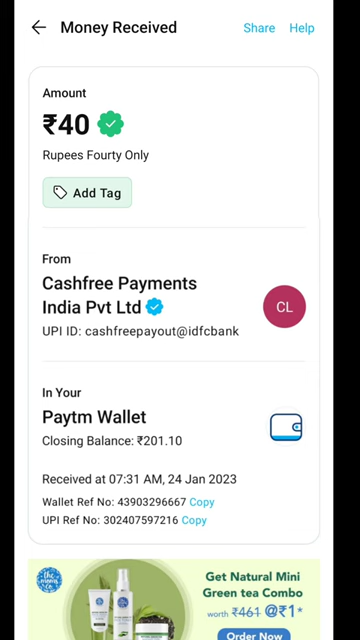 Money Received
Share
Help
Amount
₹40
Rupees Fourty Only
Add Tag
From
Cashfree Payments
India Pvt Ltd
CL
UPI ID: cashfreepayout@idfcbank
In Your
Paytm Wallet
Closing Balance: ₹201.10
Received at 07:31 AM, 24 Jan 2023
Wallet Ref No: 43903296667 Copy
UPI Ref No: 302407597216 Copy
the moms co.
Get Natural Mini
Green tea Combo
worth ₹461 @₹1*
Order Now